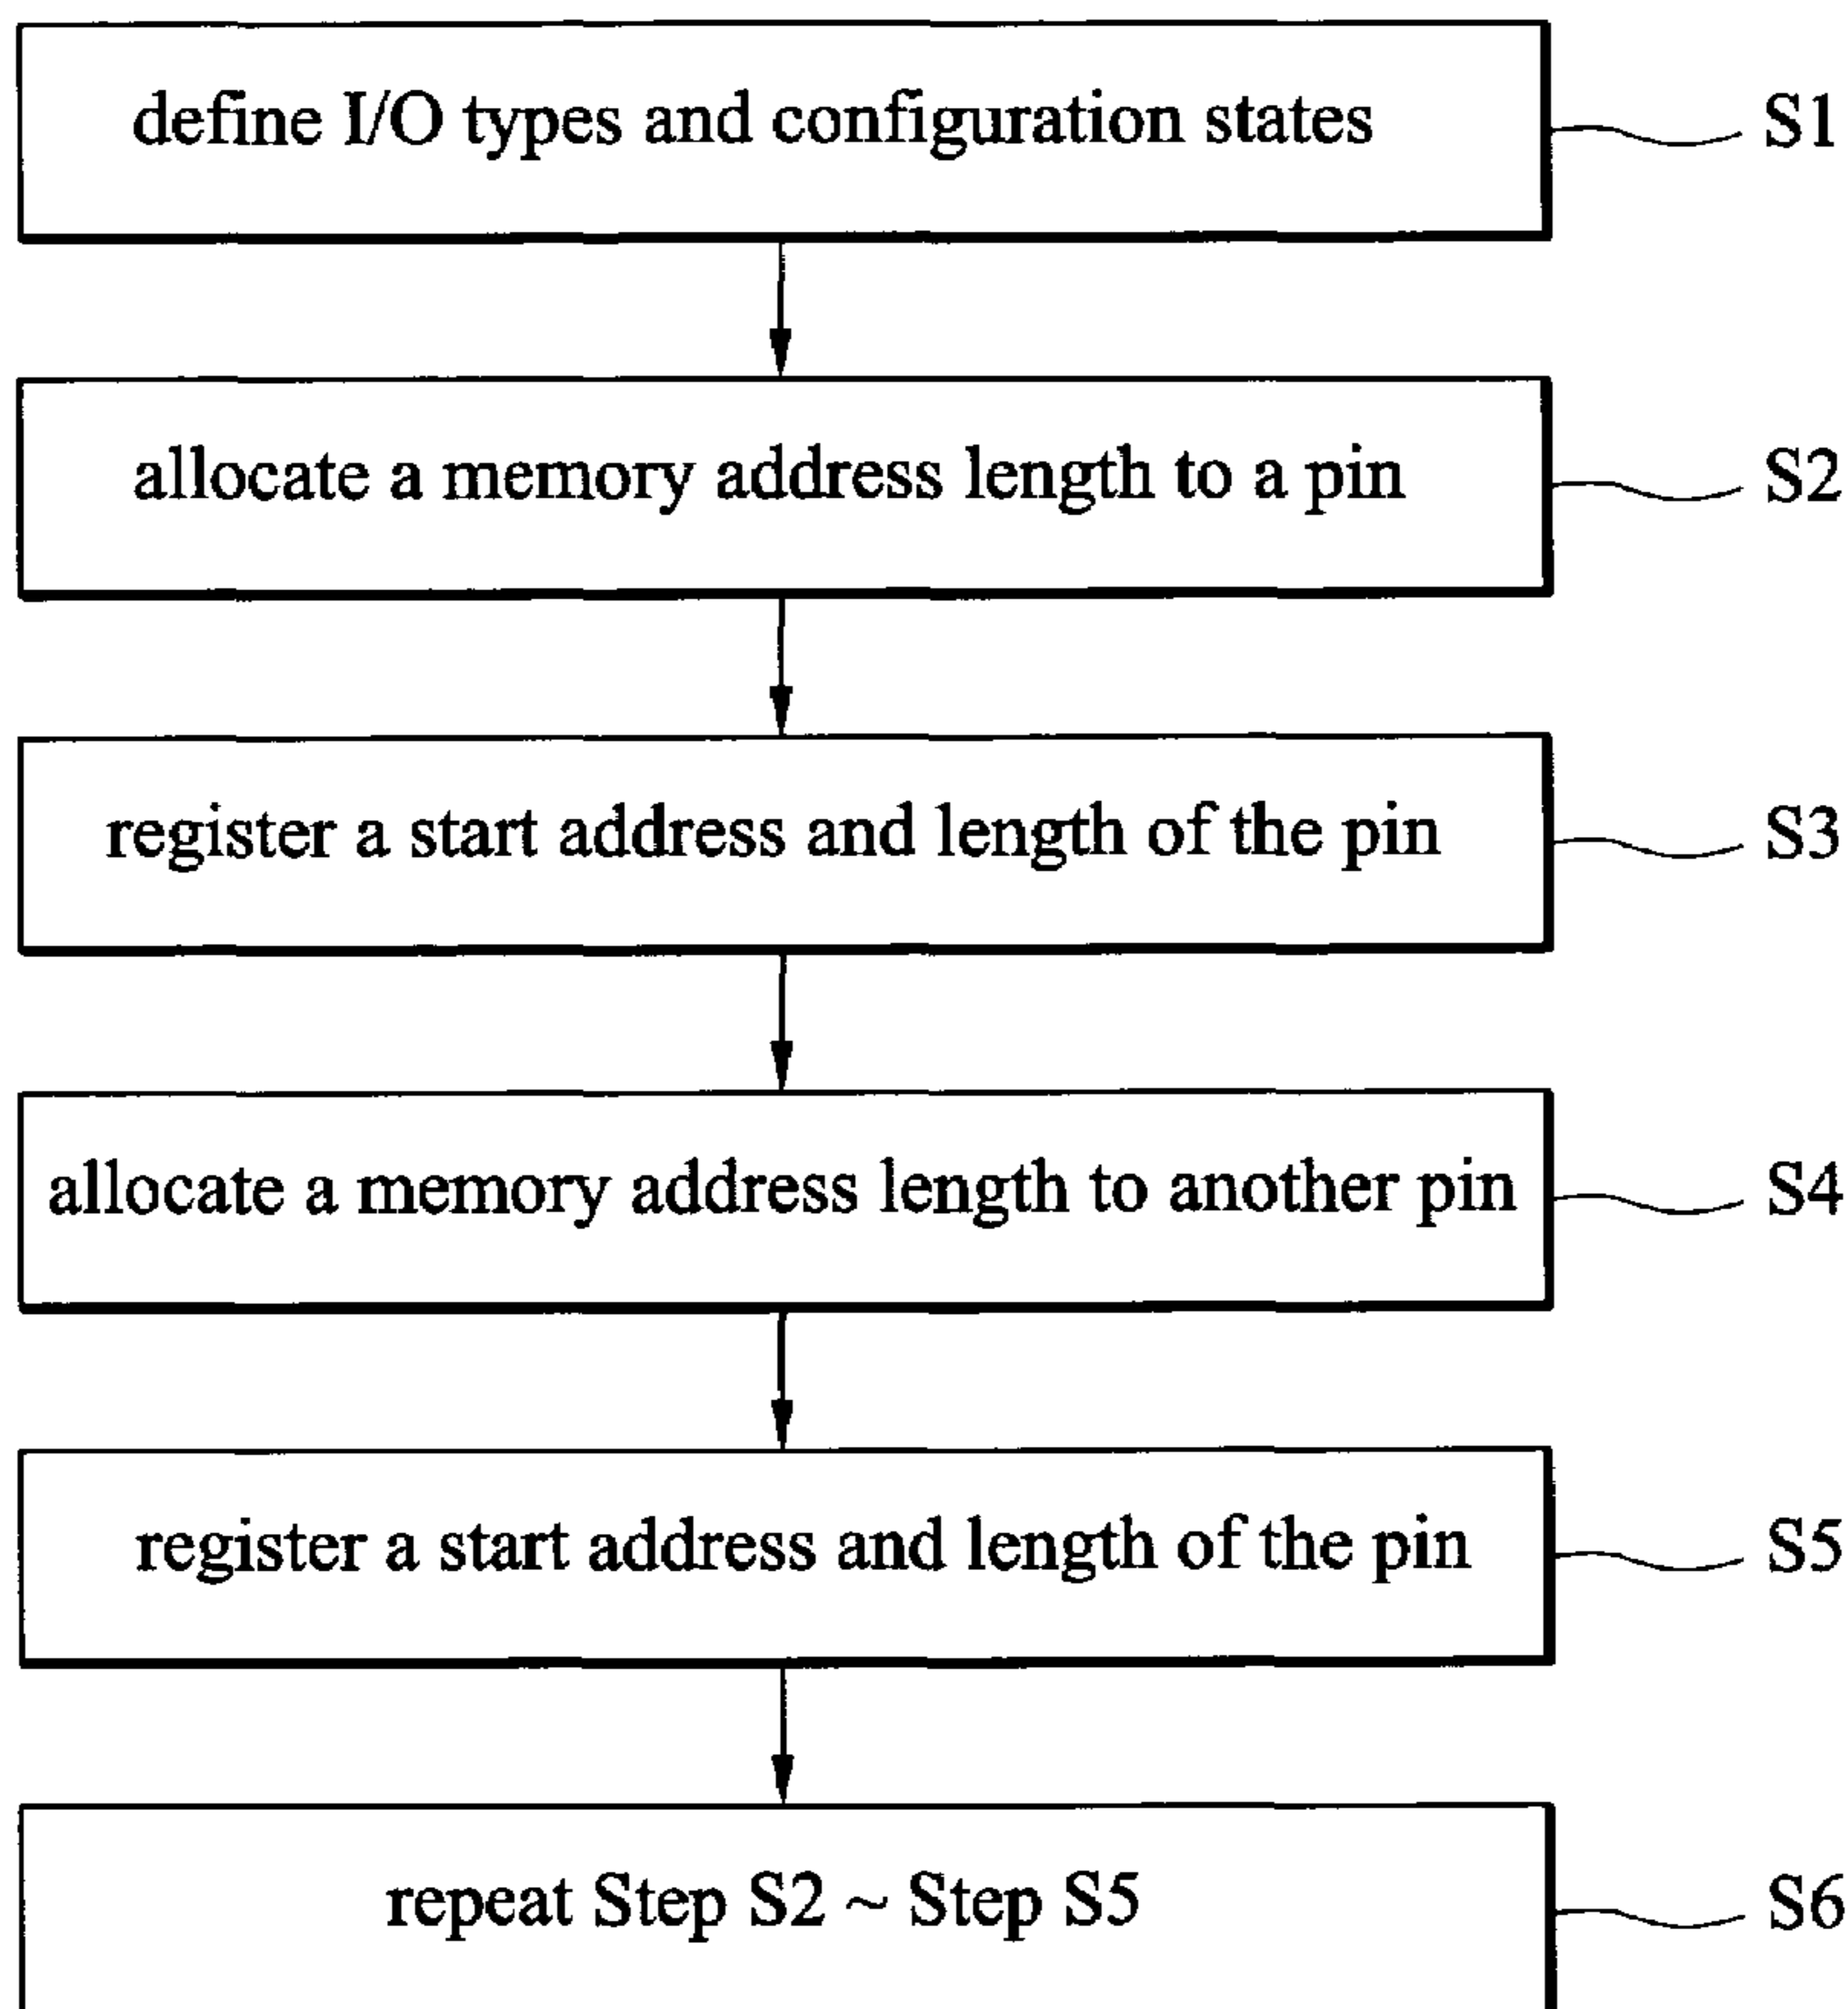 define I/O types and configuration states
S1
allocate a memory address length to a pin
S2
register a start address and length of the pin
S3
allocate a memory address length to another pin
S4
register a start address and length of the pin
S5
repeat Step S2 ~ Step S5
S6